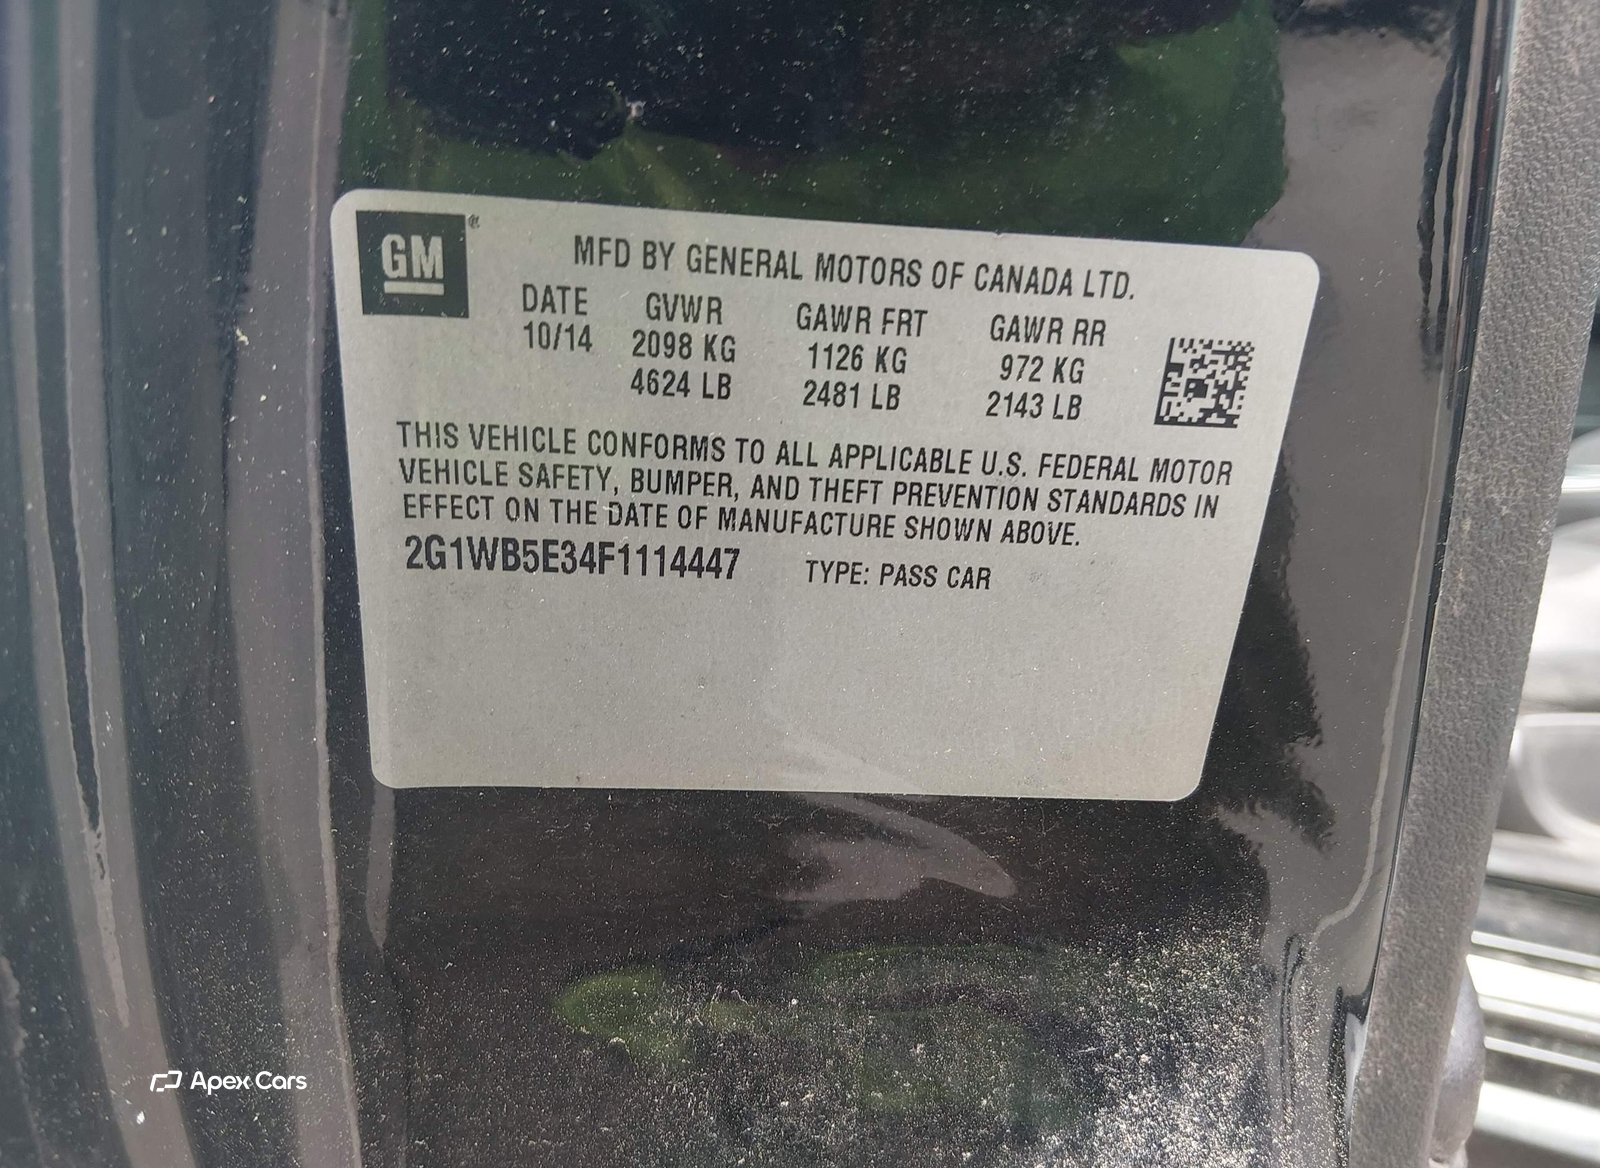 GM®
MFD BY GENERAL MOTORS OF CANADA LTD.
DATE GVWR GAWR FRT GAWR RR
10/14 2098 KG 1126 KG 972 KG
4624 LB 2481 LB 2143 LB
THIS VEHICLE CONFORMS TO ALL APPLICABLE U.S. FEDERAL MOTOR
VEHICLE SAFETY, BUMPER, AND THEFT PREVENTION STANDARDS IN
EFFECT ON THE DATE OF MANUFACTURE SHOWN ABOVE.
2G1WB5E34F1114447 TYPE: PASS CAR
Apex Cars